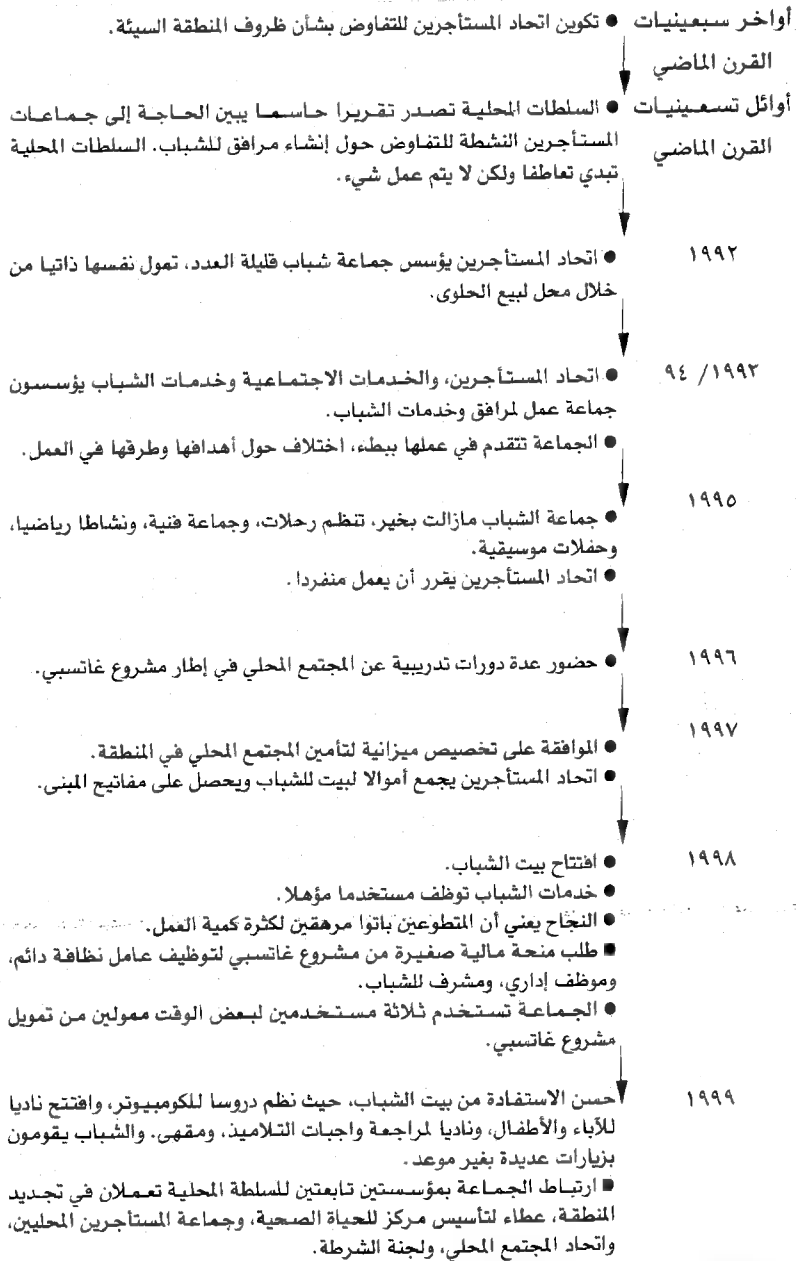 أواخر سبعينيات ● تكوين اتحاد المستأجرين للتفاوض بشأن ظروف المنطقة السيئة.
القرن الماضي
أوائل تسعينيات ● السلطات المحلية تصدر تقريرا حاسما يبين الحاجة إلى جماعات
القرن الماضي المستأجرين النشطة للتفاوض حول إنشاء مرافق للشباب. السلطات المحلية
تبدي تعاطفا ولكن لا يتم عمل شيء.
١٩٩٢ ● اتحاد المستأجرين يؤسس جماعة شباب قليلة العدد، تمول نفسها ذاتيا من
خلال محل لبيع الحلوى.
١٩٩٣/ ٩٤ ● اتحاد المستأجرين، والخدمات الاجتماعية وخدمات الشباب يؤسسون
جماعة عمل لمرافق وخدمات الشباب.
● الجماعة تتقدم في عملها ببطء، اختلاف حول أهدافها وطرقها في العمل.
١٩٩٥ ● جماعة الشباب مازالت بخير، تنظم رحلات، وجماعة فنية، ونشاطا رياضيا،
وحفلات موسيقية.
● اتحاد المستأجرين يقرر أن يعمل منفردا.
١٩٩٦ ● حضور عدة دورات تدريبية عن المجتمع المحلي في إطار مشروع غاتسبي.
١٩٩٧ ● الموافقة على تخصيص ميزانية لتأمين المجتمع المحلي في المنطقة.
● اتحاد المستأجرين يجمع أموالا لبيت للشباب ويحصل على مفاتيح المبنى.
١٩٩٨ ● افتتاح بيت الشباب.
● خدمات الشباب توظف مستخدما مؤهلا.
● النجاح يعني أن المتطوعين باتوا مرهقين لكثرة كمية العمل.
■ طلب منحة مالية صغيرة من مشروع غاتسبي لتوظيف عامل نظافة دائم،
وموظف إداري، ومشرف للشباب.
● الجماعة تستخدم ثلاثة مستخدمين لبعض الوقت ممولين من تمويل
مشروع غاتسبي.
١٩٩٩ حسن الاستفادة من بيت الشباب، حيث نظم دروسا للكومبيوتر، وافتتح ناديا
للآباء والأطفال، وناديا لمراجعة واجبات التلاميذ، ومقهى. والشباب يقومون
بزيارات عديدة بغير موعد.
■ ارتباط الجماعة بمؤسستين تابعتين للسلطة المحلية تعملان في تجديد
المنطقة، عطاء لتأسيس مركز للحياة الصحية، وجماعة المستأجرين المحليين،
واتحاد المجتمع المحلي، ولجنة الشرطة.